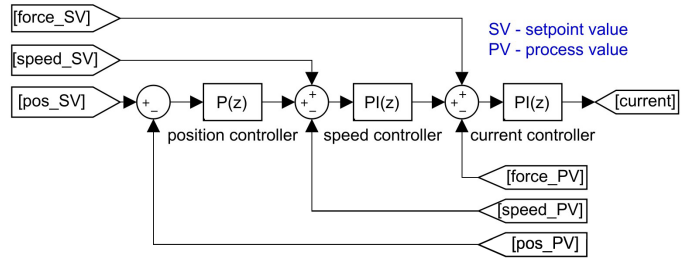 [force_SV]
SV - setpoint value
PV - process value
[speed_SV]
[pos_SV]
+
−
P(z)
+
+
−
PI(z)
+
+
−
PI(z)
[current]
position controller
speed controller
current controller
[force_PV]
[speed_PV]
[pos_PV]